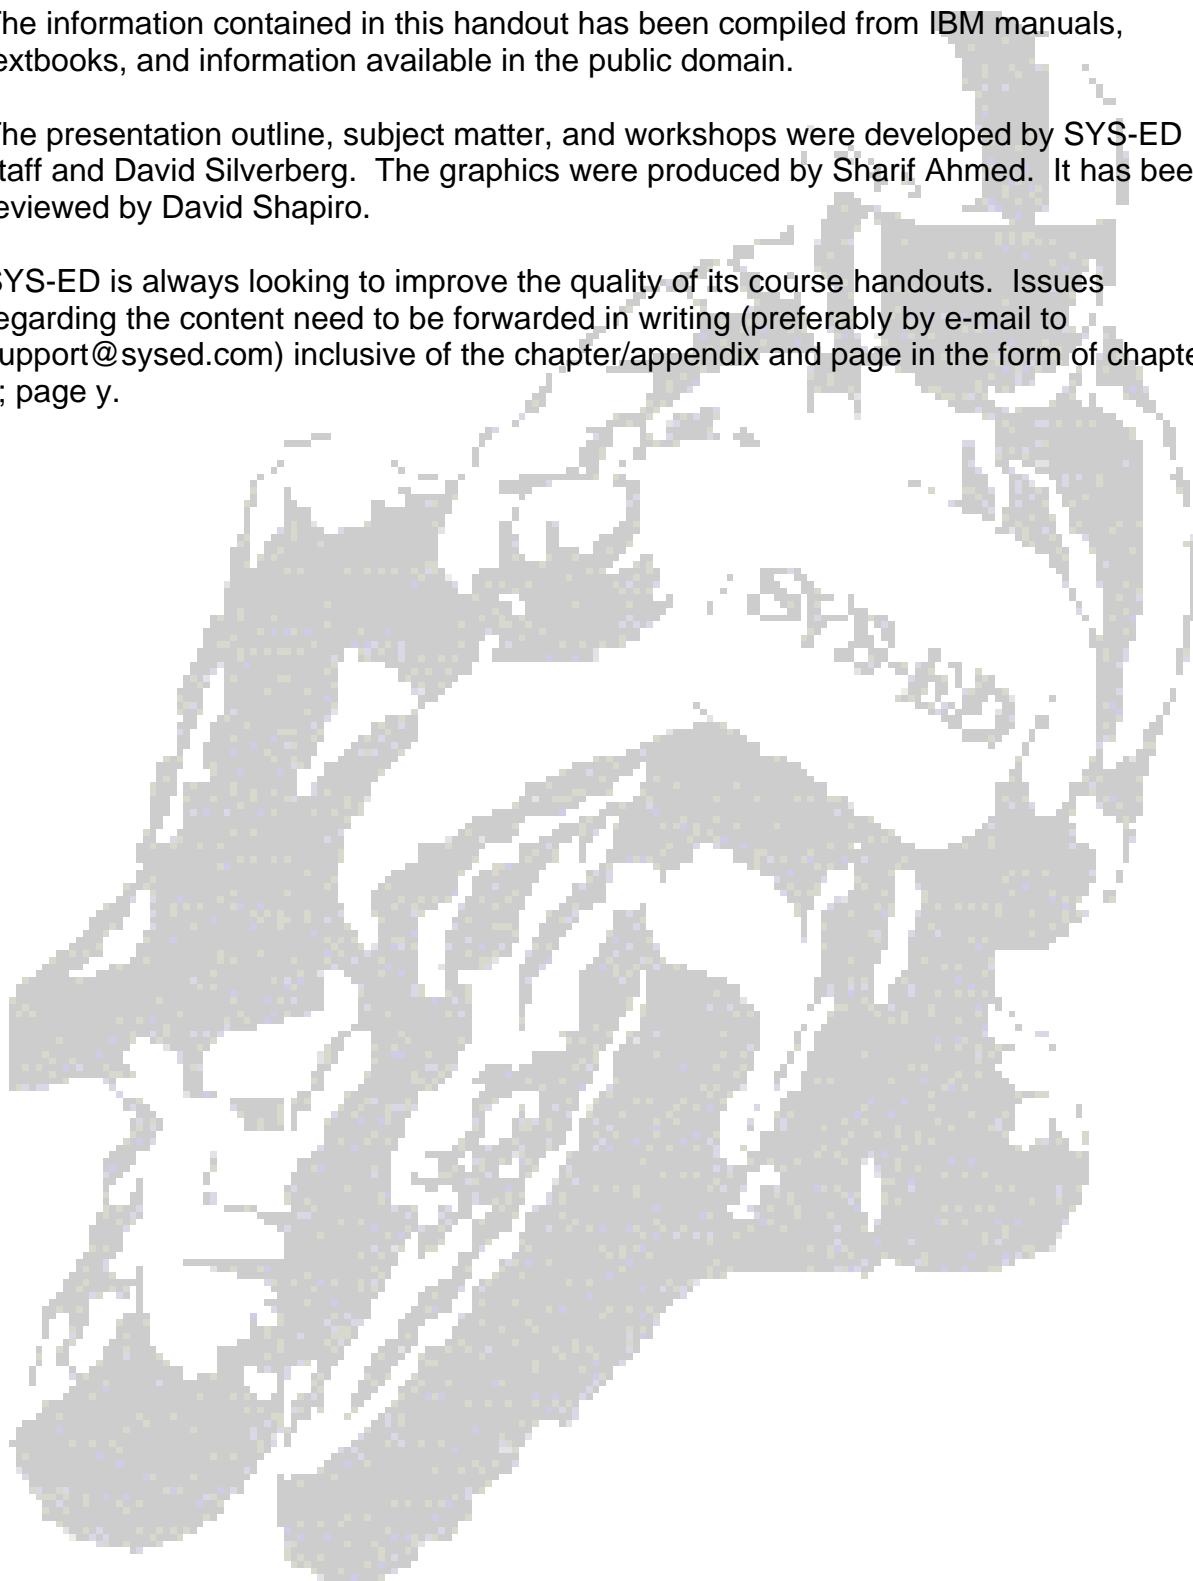 he information contained in this handout has been compiled from IBM manuals,
extbooks, and information available in the public domain.
he presentation outline, subject matter, and workshops were developed by SYS-ED
taff and David Silverberg. The graphics were produced by Sharif Ahmed. It has bee
eviewed by David Shapiro.
SYS-ED is always looking to improve the quality of its course handouts. Issues
egarding the content need to be forwarded in writing (preferably by e-mail to
upport@sysed.com) inclusive of the chapter/appendix and page in the form of chapte
; page y.
SYS-ED